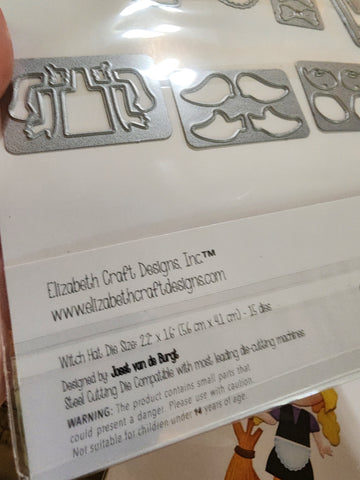 Elizabeth Craft Designs, Inc.™
www.elizabethcraftdesigns.com
Witch Hat: Die Size: 2.2" x 1.6" (5.6 cm x 4.1 cm) - 15 dies
Designed by Joset van de Burgt
Steel Cutting Die Compatible with most leading die-cutting machines
WARNING: The product contains small parts that
could present a danger. Please use with caution.
Not suitable for children under 14 years of age.